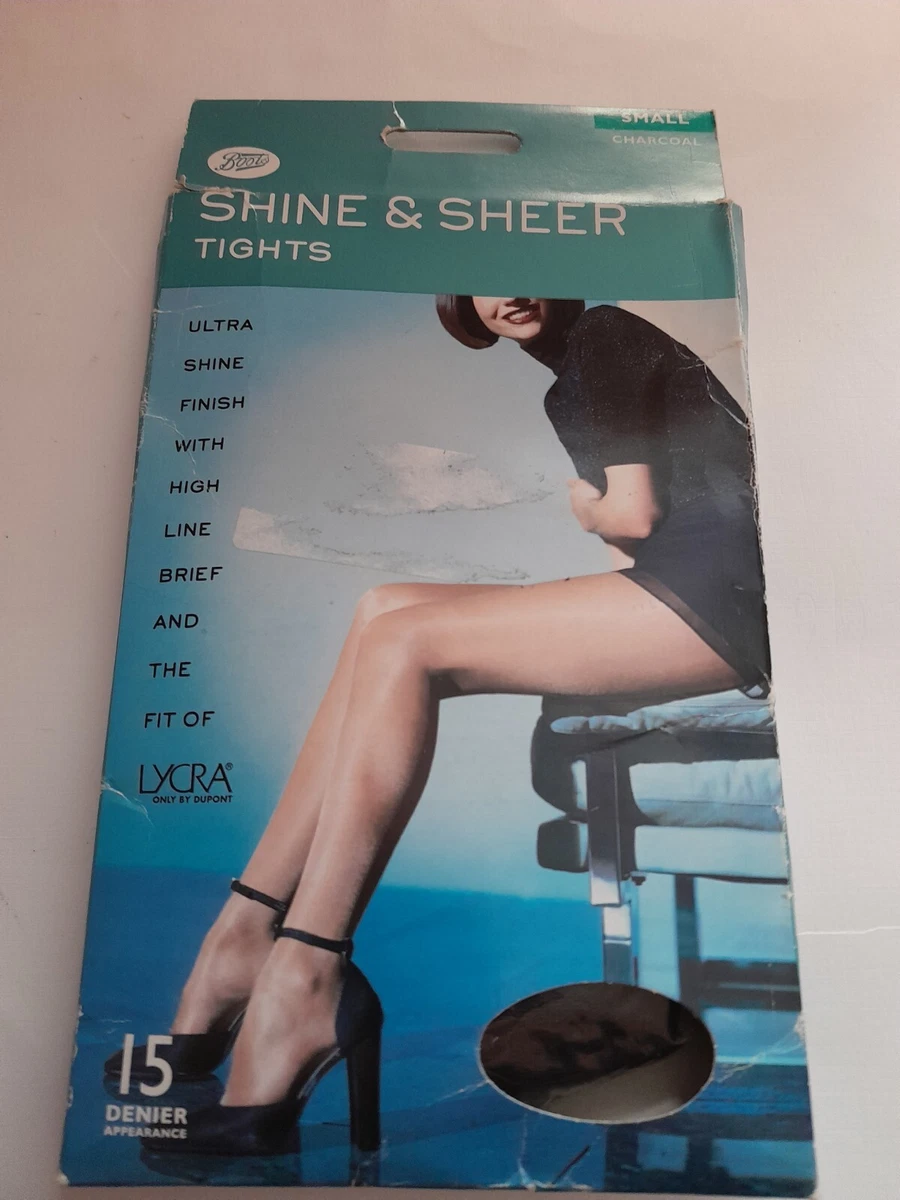 SMALL
CHARCOAL
Boots
SHINE & SHEER
TIGHTS
ULTRA
SHINE
FINISH
WITH
HIGH
LINE
BRIEF
AND
THE
FIT OF
LYCRA®
ONLY BY DUPONT
15
DENIER
APPEARANCE